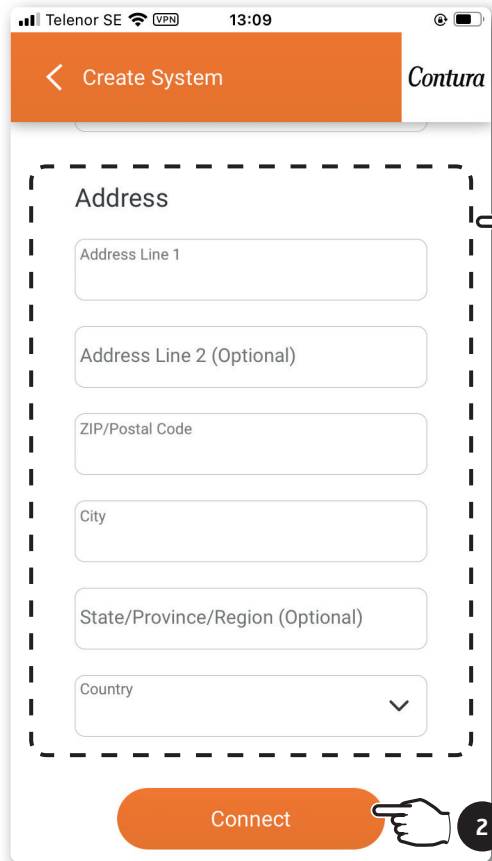 Telenor SE VPN 13:09
Create System
Contura
Address
Address Line 1
Address Line 2 (Optional)
ZIP/Postal Code
City
State/Province/Region (Optional)
Country
Connect
2